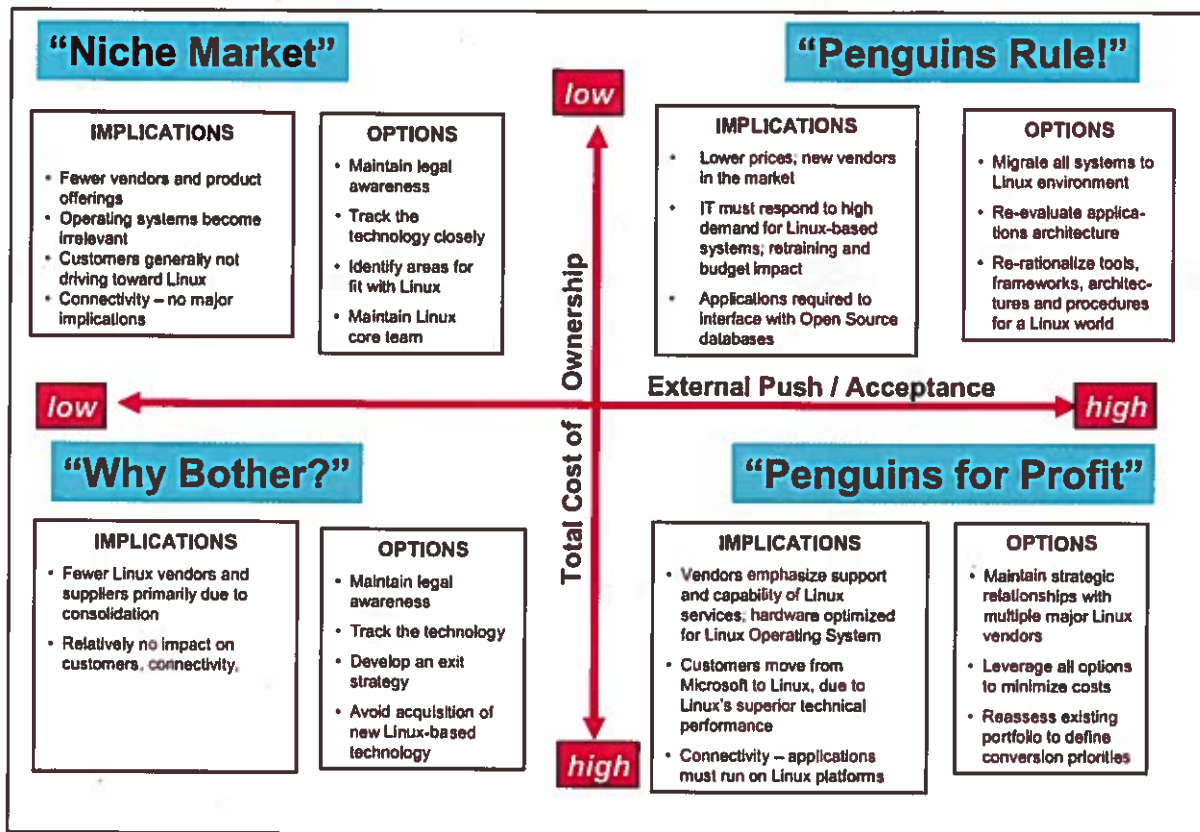 “Niche Market”
IMPLICATIONS
• Fewer vendors and product
offerings
• Operating systems become
irrelevant
• Customers generally not
driving toward Linux
• Connectivity – no major
implications
OPTIONS
• Maintain legal
awareness
• Track the
technology closely
• Identify areas for
fit with Linux
• Maintain Linux
core team
low
“Penguins Rule!”
IMPLICATIONS
• Lower prices; new vendors
in the market
• IT must respond to high
demand for Linux-based
systems; retraining and
budget impact
• Applications required to
interface with Open Source
databases
OPTIONS
• Migrate all systems to
Linux environment
• Re-evaluate applica-
tions architecture
• Re-rationalize tools,
frameworks, architec-
tures and procedures
for a Linux world
low
Total Cost of Ownership
External Push / Acceptance
high
“Why Bother?”
IMPLICATIONS
• Fewer Linux vendors and
suppliers primarily due to
consolidation
• Relatively no impact on
customers, connectivity,
OPTIONS
• Maintain legal
awareness
• Track the technology
• Develop an exit
strategy
• Avoid acquisition of
new Linux-based
technology
high
“Penguins for Profit”
IMPLICATIONS
• Vendors emphasize support
and capability of Linux
services; hardware optimized
for Linux Operating System
• Customers move from
Microsoft to Linux, due to
Linux’s superior technical
performance
• Connectivity – applications
must run on Linux platforms
OPTIONS
• Maintain strategic
relationships with
multiple major Linux
vendors
• Leverage all options
to minimize costs
• Reassess existing
portfolio to define
conversion priorities